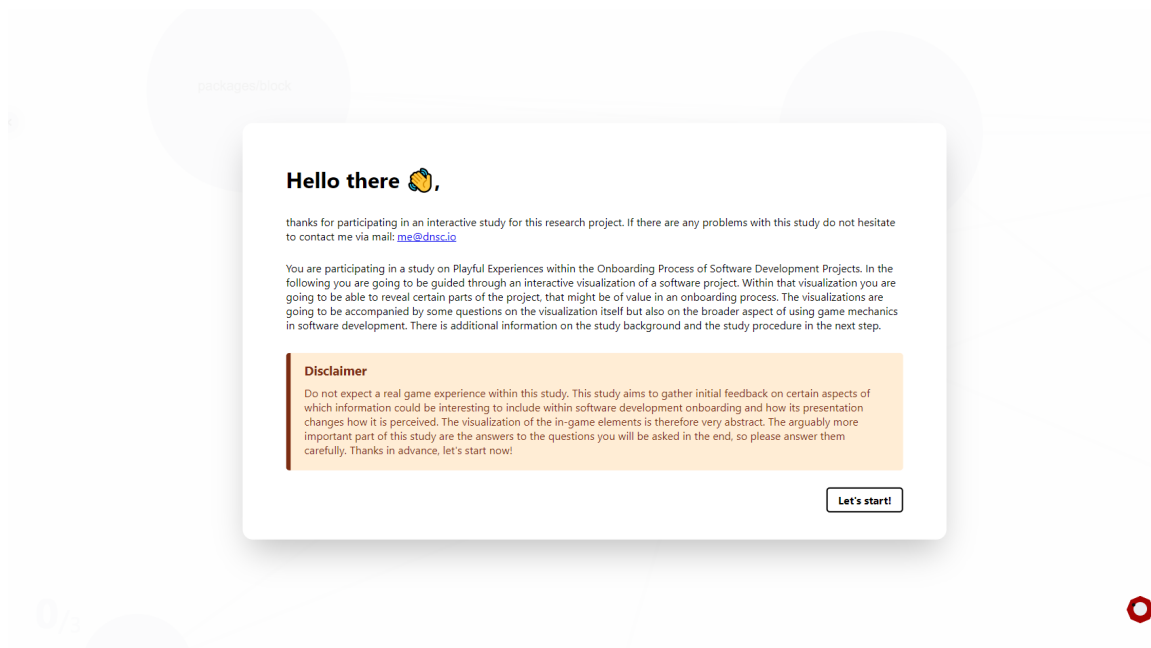 packages/block
Hello there 👋,
thanks for participating in an interactive study for this research project. If there are any problems with this study do not hesitate
to contact me via mail: me@dnsc.io
You are participating in a study on Playful Experiences within the Onboarding Process of Software Development Projects. In the
following you are going to be guided through an interactive visualization of a software project. Within that visualization you are
going to be able to reveal certain parts of the project, that might be of value in an onboarding process. The visualizations are
going to be accompanied by some questions on the visualization itself but also on the broader aspect of using game mechanics
in software development. There is additional information on the study background and the study procedure in the next step.
Disclaimer
Do not expect a real game experience within this study. This study aims to gather initial feedback on certain aspects of
which information could be interesting to include within software development onboarding and how its presentation
changes how it is perceived. The visualization of the in-game elements is therefore very abstract. The arguably more
important part of this study are the answers to the questions you will be asked in the end, so please answer them
carefully. Thanks in advance, let's start now!
Let's start!
0/3